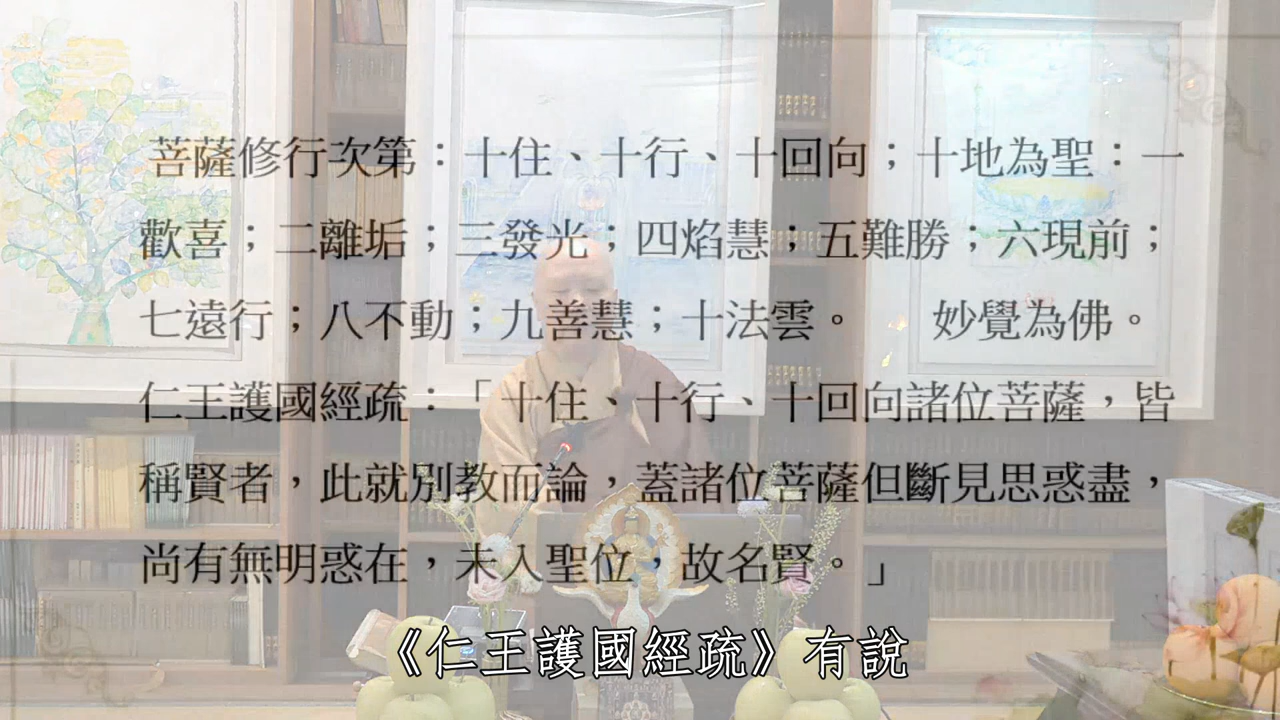 菩薩修行次第：十住、十行、十回向；十地為聖：一
歡喜；二離垢；三發光；四焰慧；五難勝；六現前；
七遠行；八不動；九善慧；十法雲。　　妙覺為佛。
仁王護國經疏：「十住、十行、十回向諸位菩薩，皆
稱賢者，此就別教而論，蓋諸位菩薩但斷見思惑盡，
尚有無明惑在，未入聖位，故名賢。」
《仁王護國經疏》有說